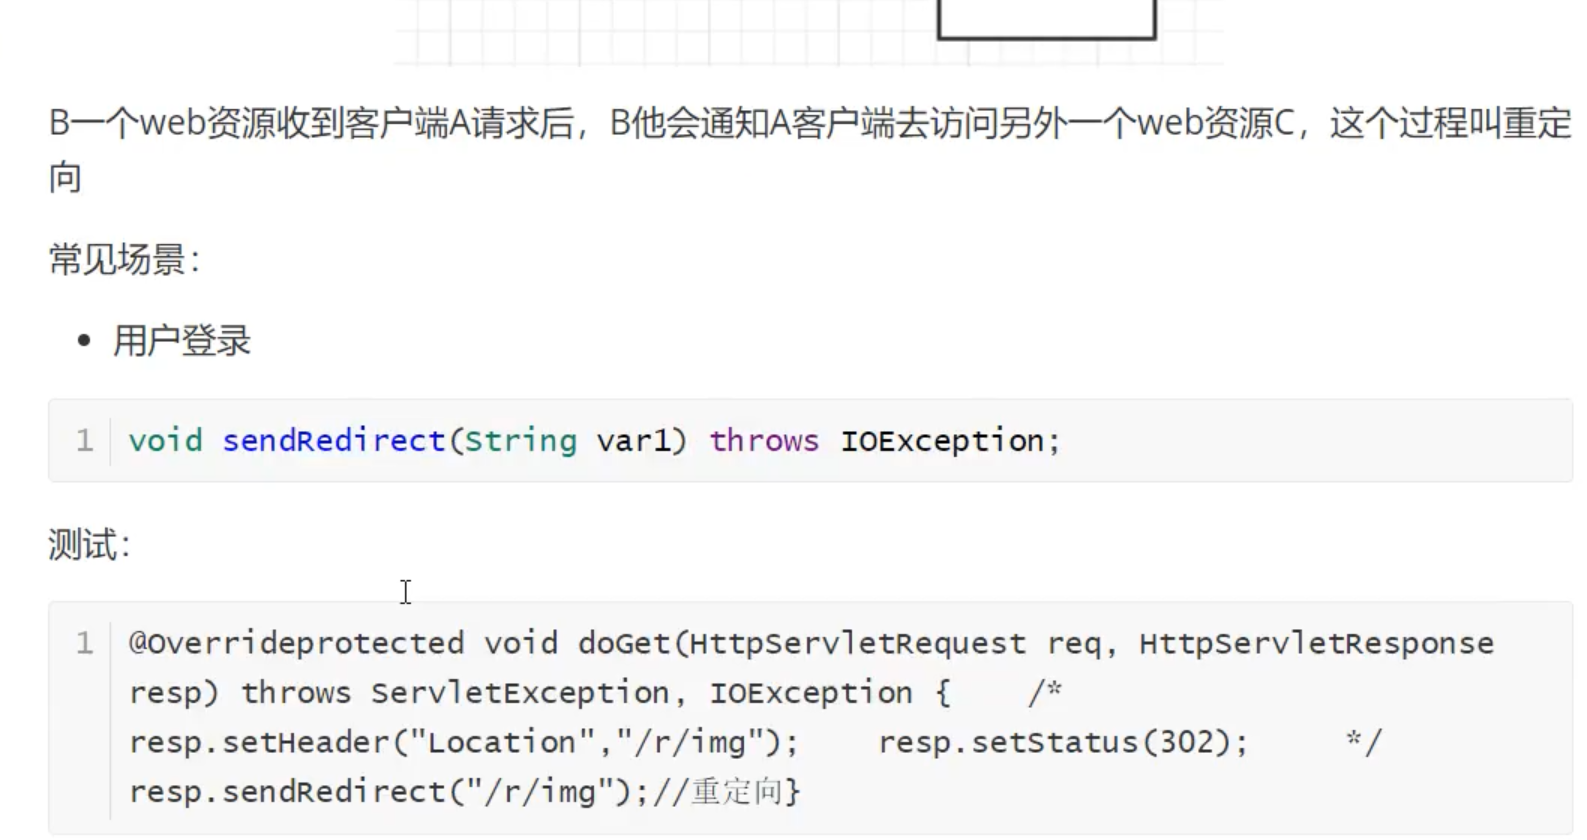 B一个web资源收到客户端A请求后，B他会通知A客户端去访问另外一个web资源C，这个过程叫重定
向
常见场景：
• 用户登录
1 void sendRedirect(String var1) throws IOException;
测试：
1 @Overrideprotected void doGet(HttpServletRequest req, HttpServletResponse
resp) throws ServletException, IOException {    /*
resp.setHeader("Location","/r/img");    resp.setStatus(302);     */
resp.sendRedirect("/r/img");//重定向}